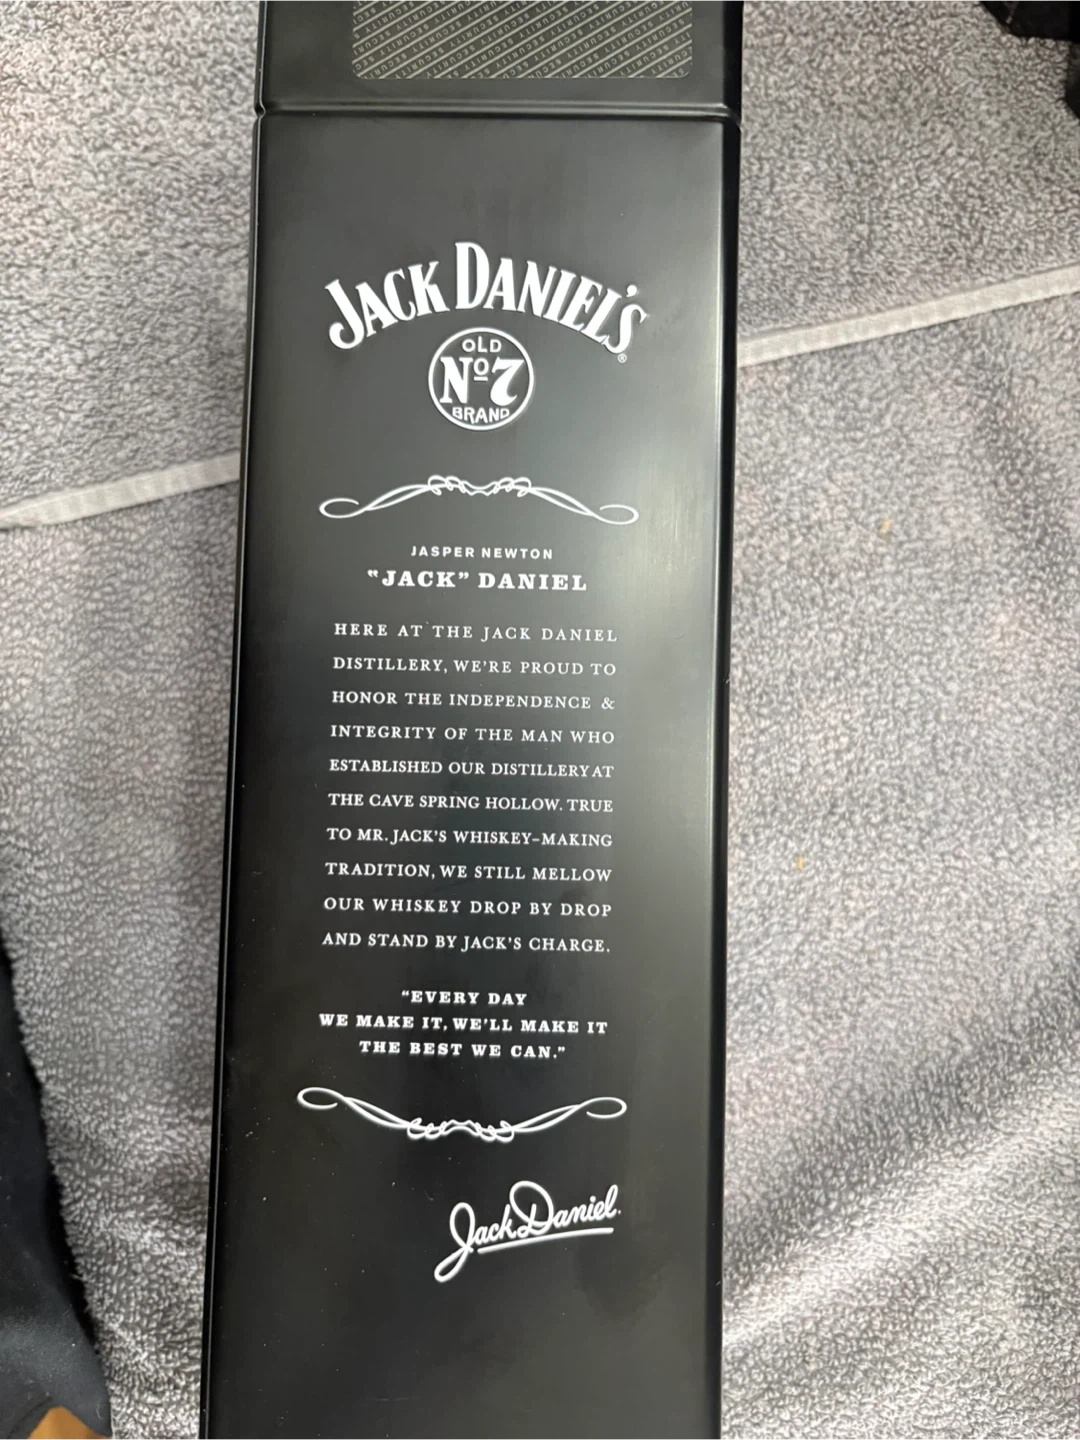 SECURITY SECURITY SECURITY
JACK DANIEL'S®
OLD
Nº7
BRAND
JASPER NEWTON
"JACK" DANIEL
HERE AT THE JACK DANIEL
DISTILLERY, WE'RE PROUD TO
HONOR THE INDEPENDENCE &
INTEGRITY OF THE MAN WHO
ESTABLISHED OUR DISTILLERY AT
THE CAVE SPRING HOLLOW. TRUE
TO MR. JACK'S WHISKEY-MAKING
TRADITION, WE STILL MELLOW
OUR WHISKEY DROP BY DROP
AND STAND BY JACK'S CHARGE.
"EVERY DAY
WE MAKE IT, WE'LL MAKE IT
THE BEST WE CAN."
Jack Daniel.